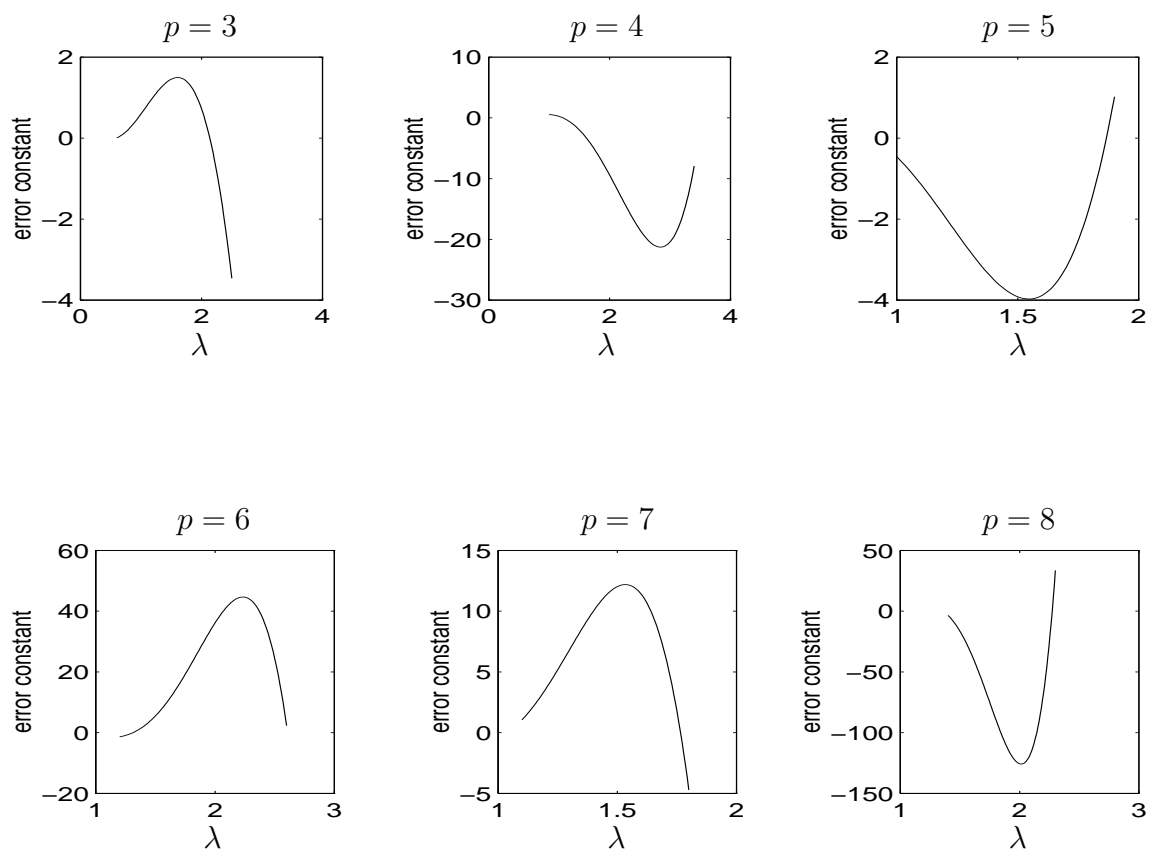 p = 3
2
0
−2
−4
error constant
0 2 4
λ
p = 4
10
0
−10
−20
−30
error constant
0 2 4
λ
p = 5
2
0
−2
−4
error constant
1 1.5 2
λ
p = 6
60
40
20
0
−20
error constant
1 2 3
λ
p = 7
15
10
5
0
−5
error constant
1 1.5 2
λ
p = 8
50
0
−50
−100
−150
error constant
1 2 3
λ